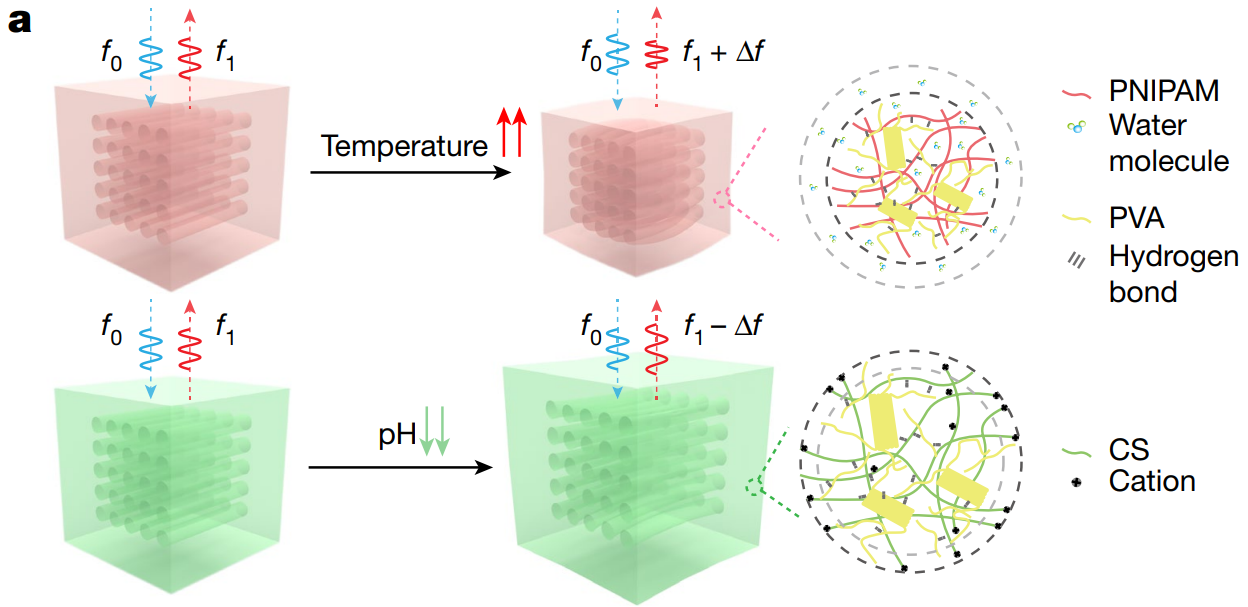 a
f0 f1
Temperature
f0 f1 + Δf
PNIPAM
Water
molecule
PVA
Hydrogen
bond
f0 f1
pH
f0 f1 − Δf
CS
Cation